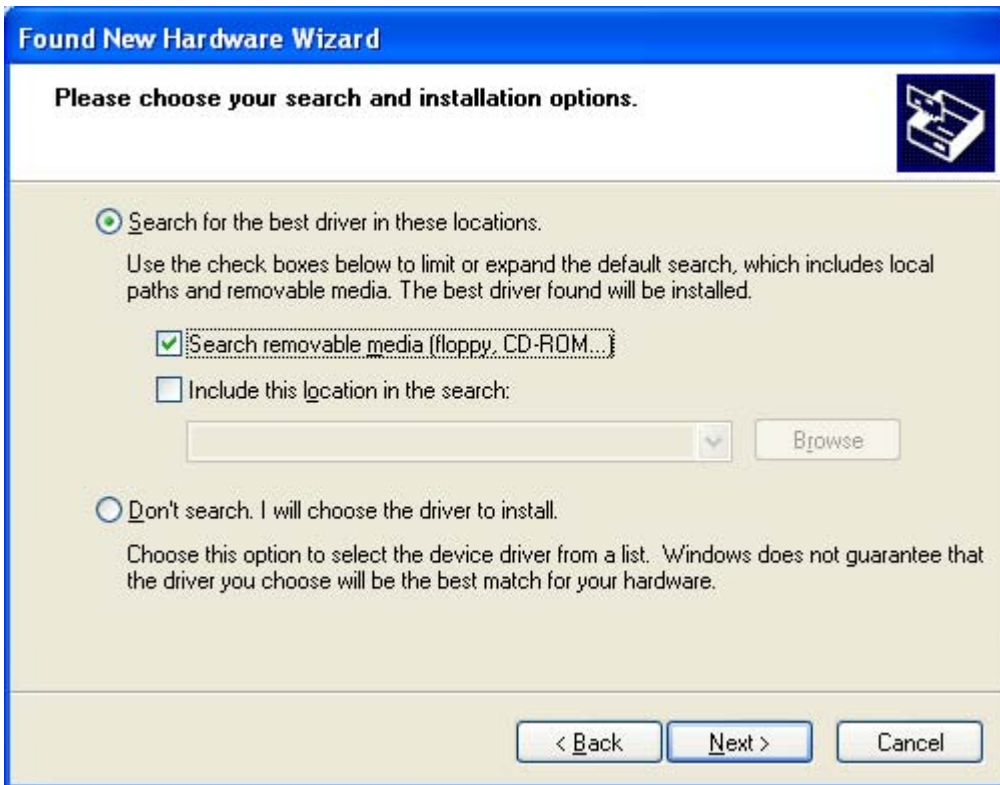 Found New Hardware Wizard
Please choose your search and installation options.
Search for the best driver in these locations.
Use the check boxes below to limit or expand the default search, which includes local
paths and removable media. The best driver found will be installed.
Search removable media (floppy, CD-ROM...)
Include this location in the search:
Browse
Don't search. I will choose the driver to install.
Choose this option to select the device driver from a list.  Windows does not guarantee that
the driver you choose will be the best match for your hardware.
< Back
Next >
Cancel